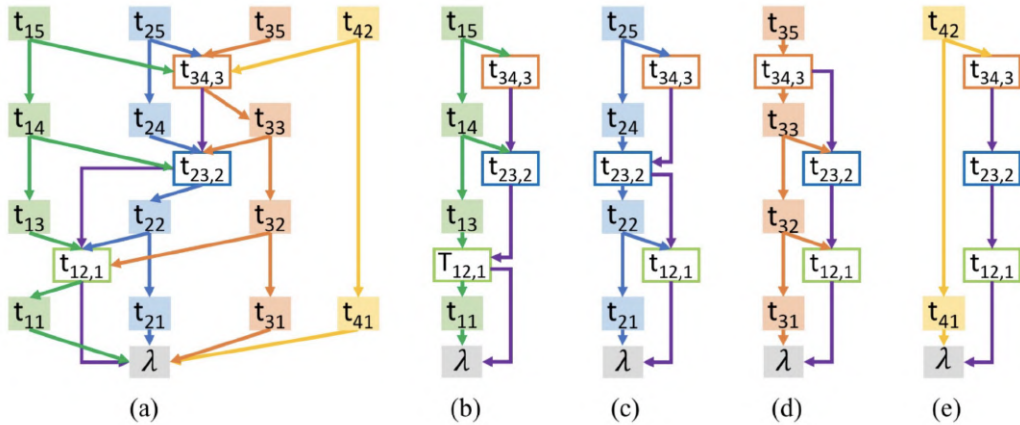 t15 t25 t35 t42 t15 t25 t35 t42
t34,3 t34,3 t34,3 t34,3 t34,3
t14 t24 t33 t14 t24 t33
t23,2 t23,2 t23,2 t23,2 t23,2
t13 t22 t32 t13 t22 t32
t12,1 T12,1 t12,1 t12,1 t12,1
t11 t21 t31 t41 t11 t21 t31 t41
λ λ λ λ λ
(a) (b) (c) (d) (e)